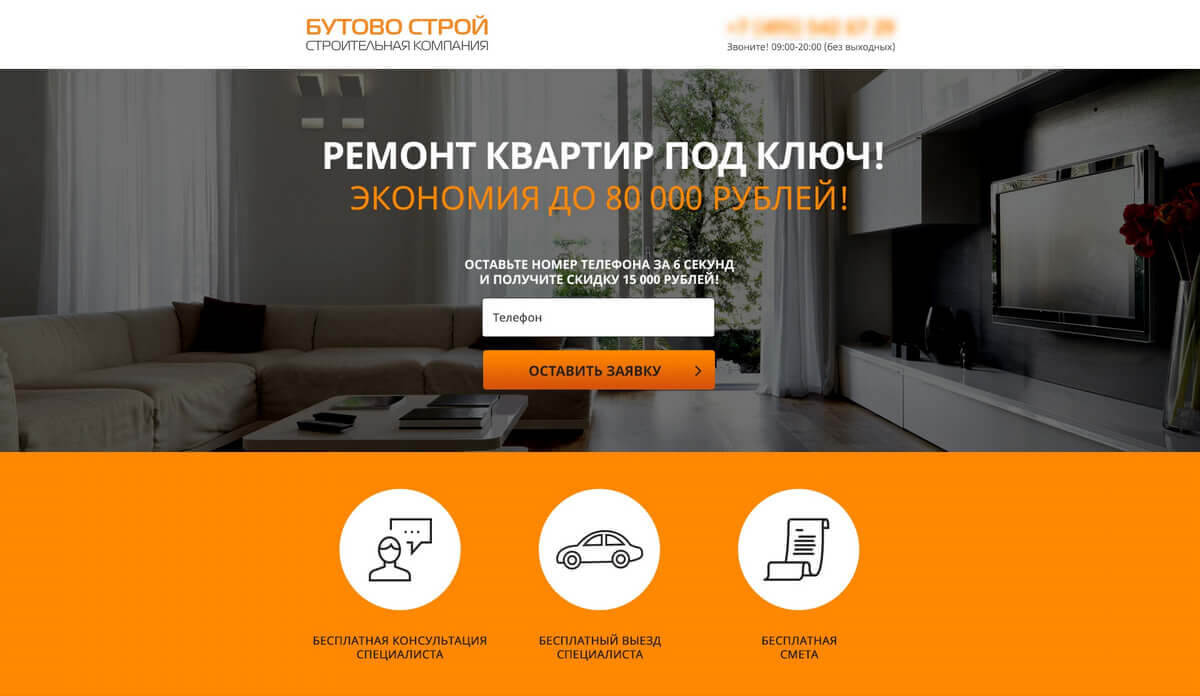 БУТОВО СТРОЙ
СТРОИТЕЛЬНАЯ КОМПАНИЯ
Звоните! 09:00-20:00 (без выходных)
РЕМОНТ КВАРТИР ПОД КЛЮЧ!
ЭКОНОМИЯ ДО 80 000 РУБЛЕЙ!
ОСТАВЬТЕ НОМЕР ТЕЛЕФОНА ЗА 6 СЕКУНД
И ПОЛУЧИТЕ СКИДКУ 15 000 РУБЛЕЙ!
Телефон
ОСТАВИТЬ ЗАЯВКУ
БЕСПЛАТНАЯ КОНСУЛЬТАЦИЯ
СПЕЦИАЛИСТА
БЕСПЛАТНЫЙ ВЫЕЗД
СПЕЦИАЛИСТА
БЕСПЛАТНАЯ
СМЕТА